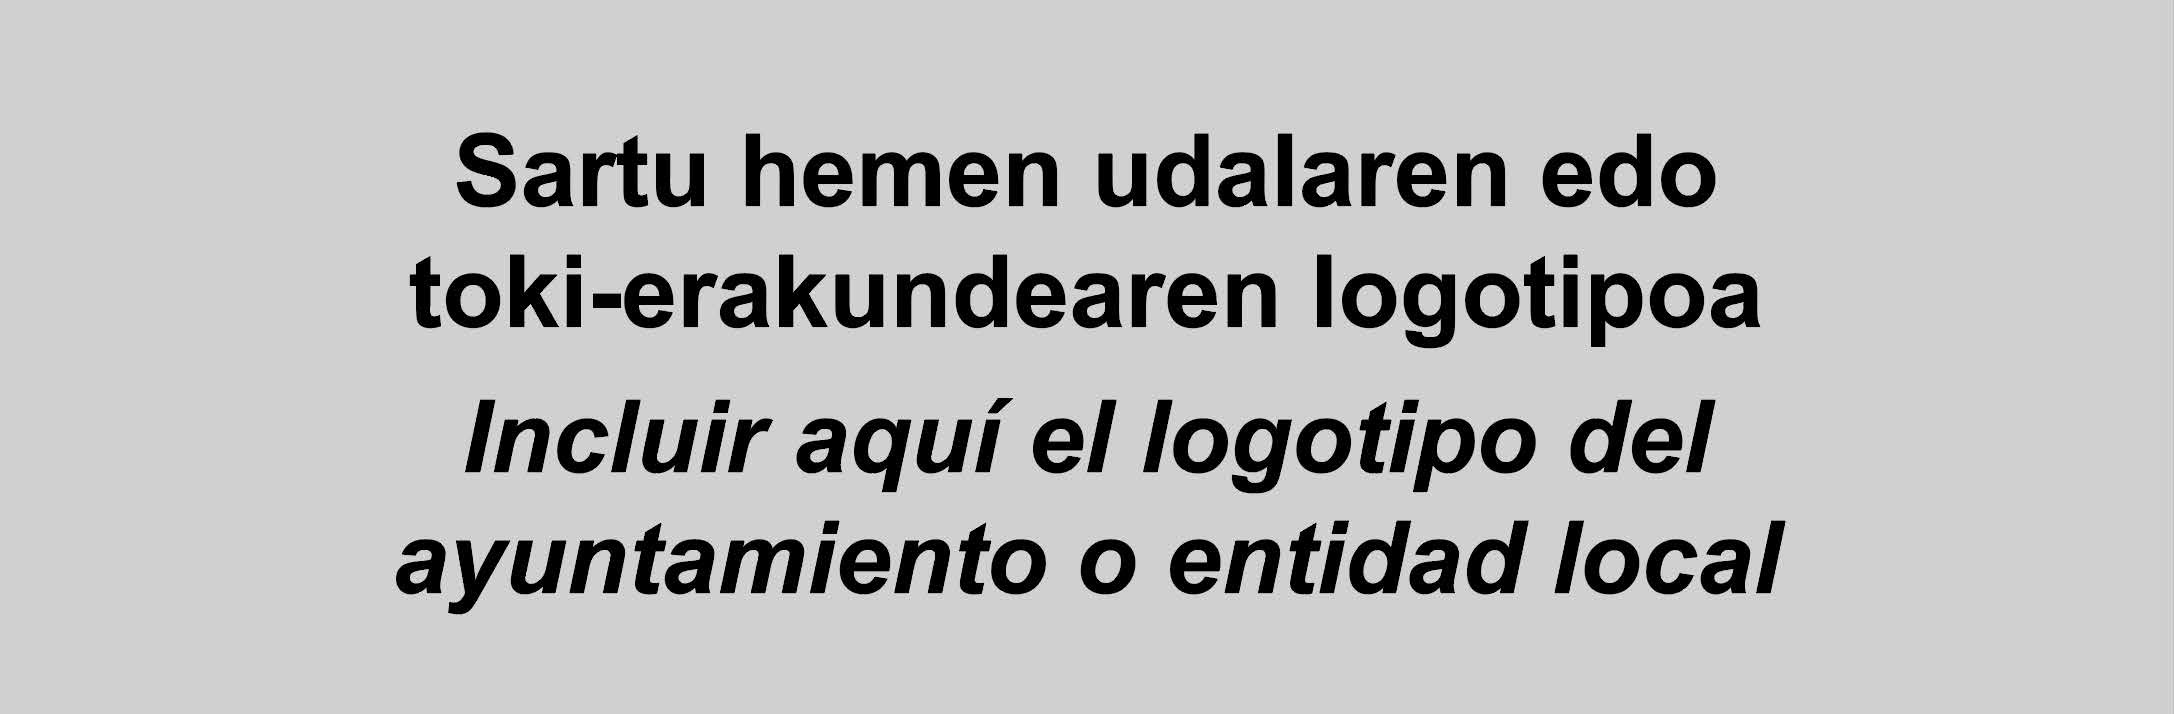 Sartu hemen udalaren edo
toki-erakundearen logotipoa
Incluir aquí el logotipo del
ayuntamiento o entidad local